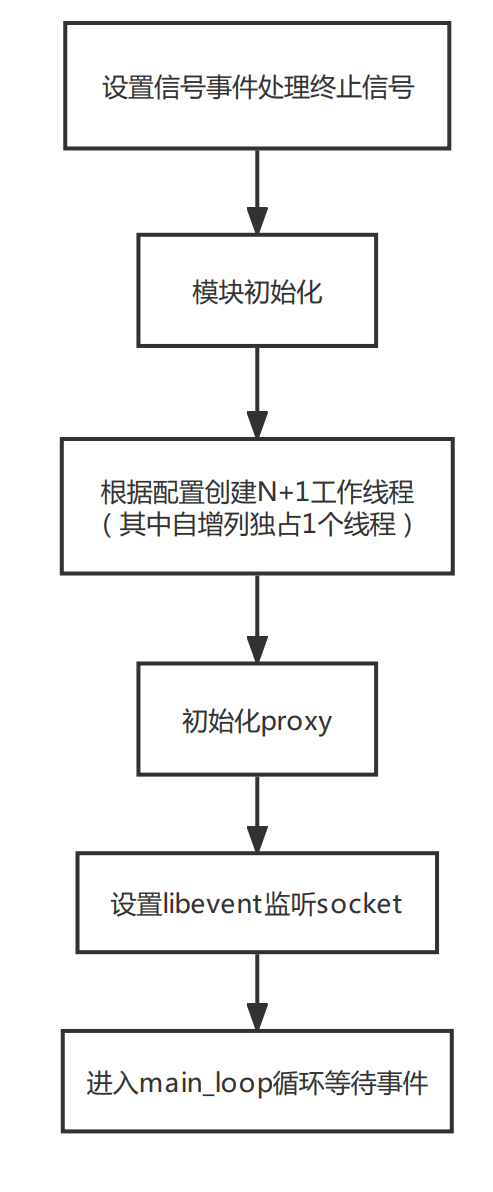 设置信号事件处理终止信号
模块初始化
根据配置创建N+1工作线程
（其中自增列独占1个线程）
初始化proxy
设置libevent监听socket
进入main_loop循环等待事件